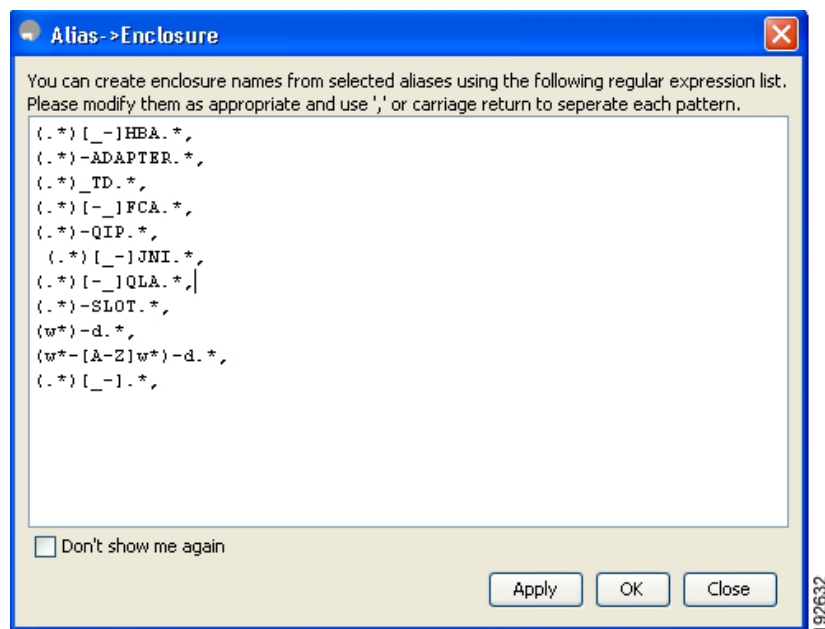 Alias->Enclosure
You can create enclosure names from selected aliases using the following regular expression list.
Please modify them as appropriate and use ',' or carriage return to seperate each pattern.
(.*)[_-]HBA.*,
(.*)-ADAPTER.*,
(.*)_TD.*,
(.*)[-_]FCA.*,
(.*)-QIP.*,
(.*)[_-]JNI.*,
(.*)[-_]QLA.*,
(.*)-SLOT.*,
(w*)-d.*,
(w*-[A-Z]w*)-d.*,
(.*)[_-].*,
Don't show me again
Apply OK Close
192632